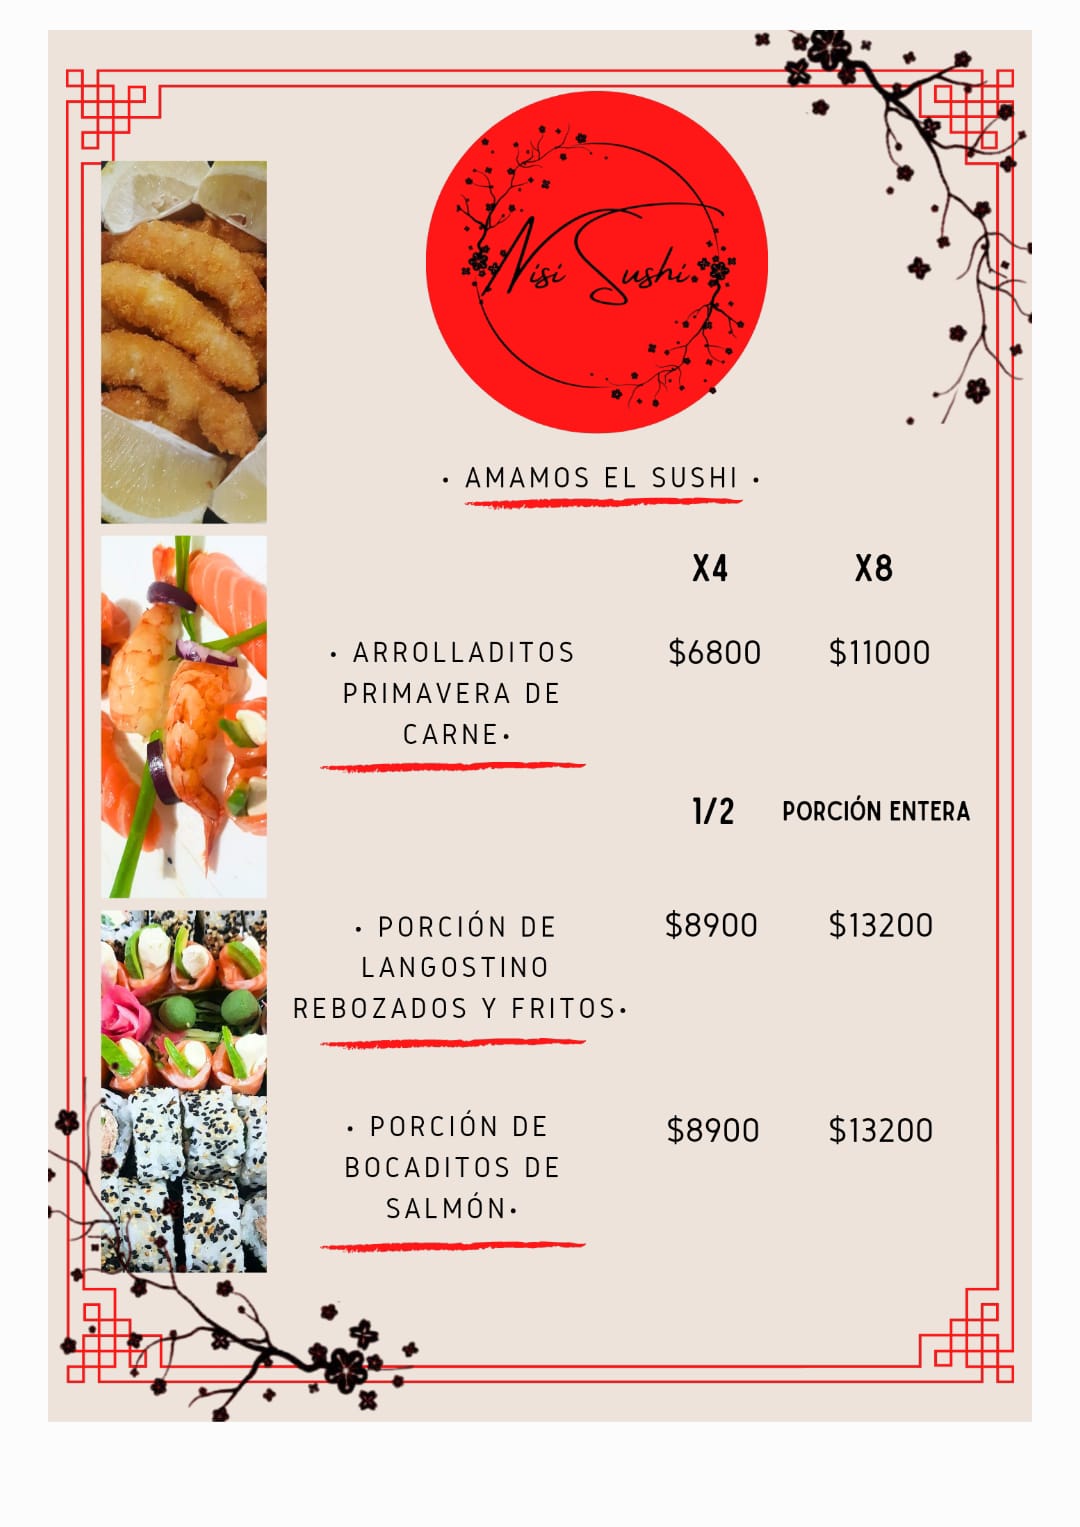 Nisi Sushi
• AMAMOS EL SUSHI •
X4 X8
• ARROLLADITOS $6800 $11000
PRIMAVERA DE
CARNE•
1/2 PORCIÓN ENTERA
• PORCIÓN DE $8900 $13200
LANGOSTINO
REBOZADOS Y FRITOS•
• PORCIÓN DE $8900 $13200
BOCADITOS DE
SALMÓN•